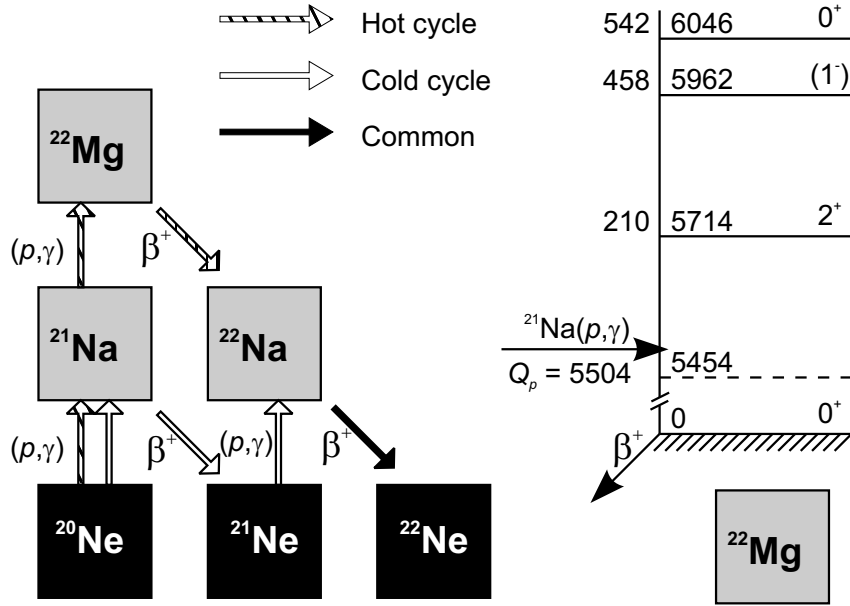 Hot cycle
Cold cycle
Common
²²Mg
(p,γ)
β⁺
²¹Na
²²Na
(p,γ)
β⁺
(p,γ)
β⁺
²⁰Ne
²¹Ne
²²Ne
542 6046 0⁺
458 5962 (1⁻)
210 5714 2⁺
²¹Na(p,γ)
Qₚ = 5504
5454
0 0⁺
β⁺
²²Mg